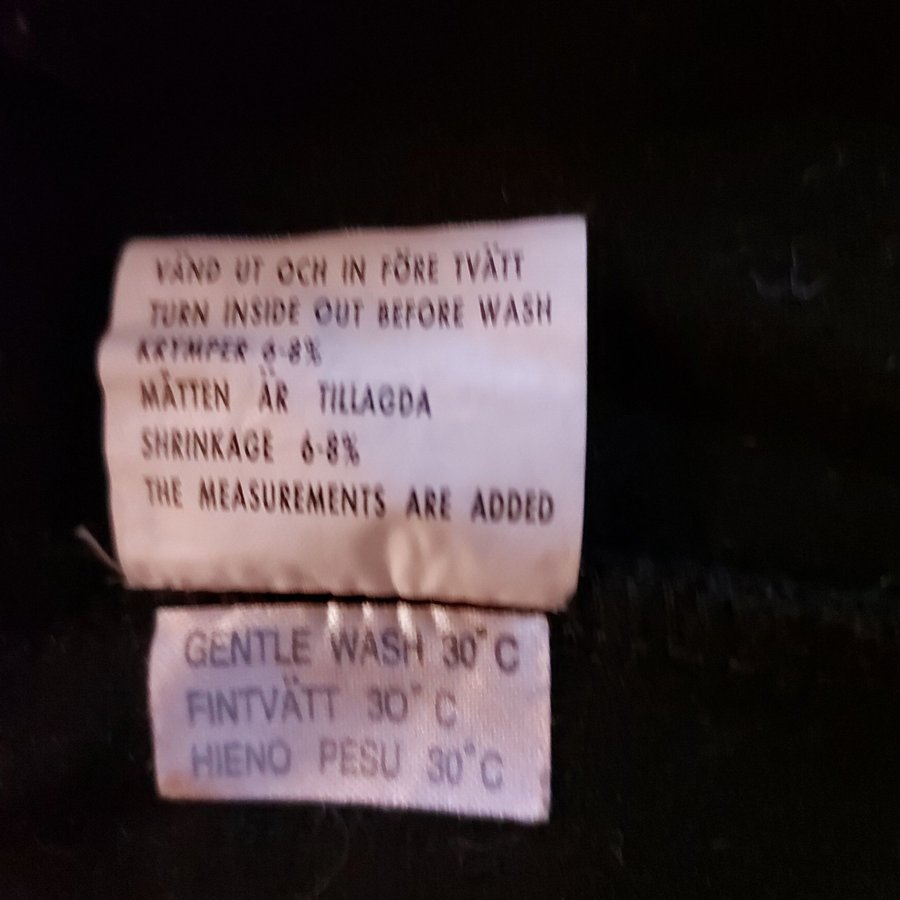 VÄND UT OCH IN FÖRE TVÄTT
TURN INSIDE OUT BEFORE WASH
KRYMPER 6-8%
MÅTTEN ÄR TILLAGDA
SHRINKAGE 6-8%
THE MEASUREMENTS ARE ADDED
GENTLE WASH 30°C
FINTVÄTT 30°C
HIENO PESU 30°C